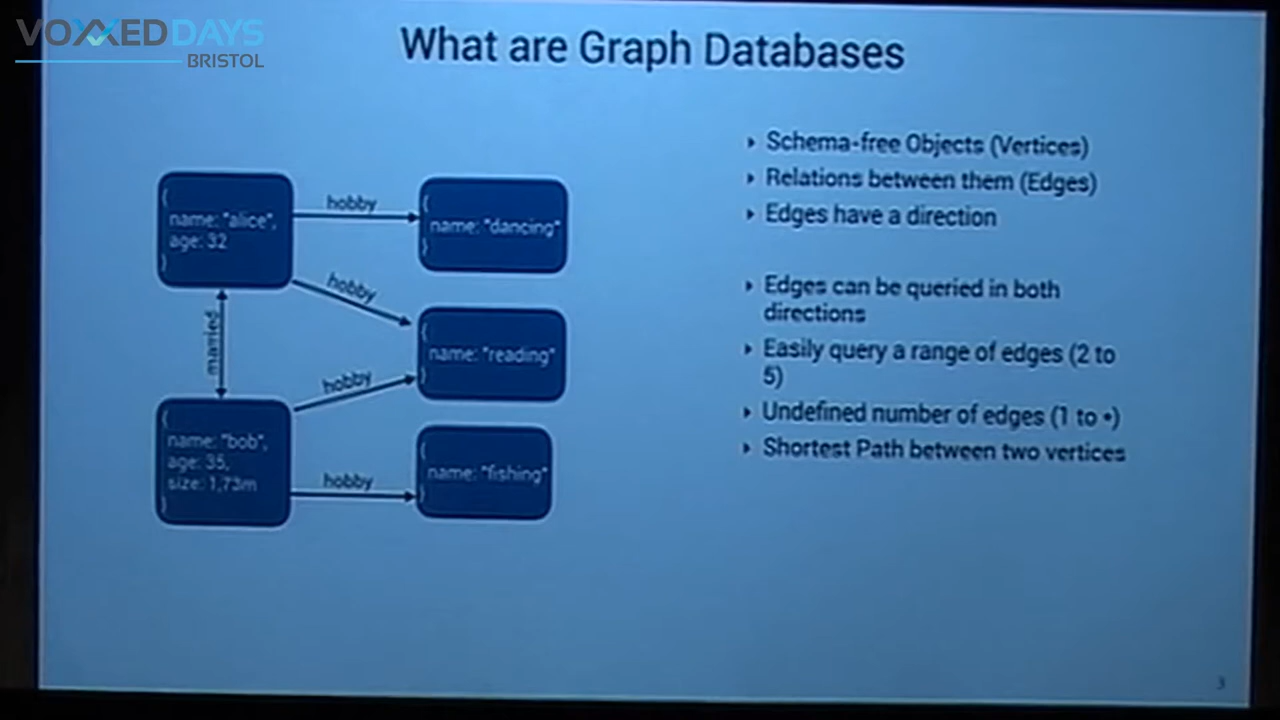 VOXXED DAYS
BRISTOL
What are Graph Databases
{
name: "alice",
age: 32
}
hobby
{
name: "dancing"
}
hobby
married
{
name: "reading"
}
hobby
{
name: "bob",
age: 35,
size: 1,73m
}
hobby
{
name: "fishing"
}
‣ Schema-free Objects (Vertices)
‣ Relations between them (Edges)
‣ Edges have a direction
‣ Edges can be queried in both
directions
‣ Easily query a range of edges (2 to
5)
‣ Undefined number of edges (1 to •)
‣ Shortest Path between two vertices
3